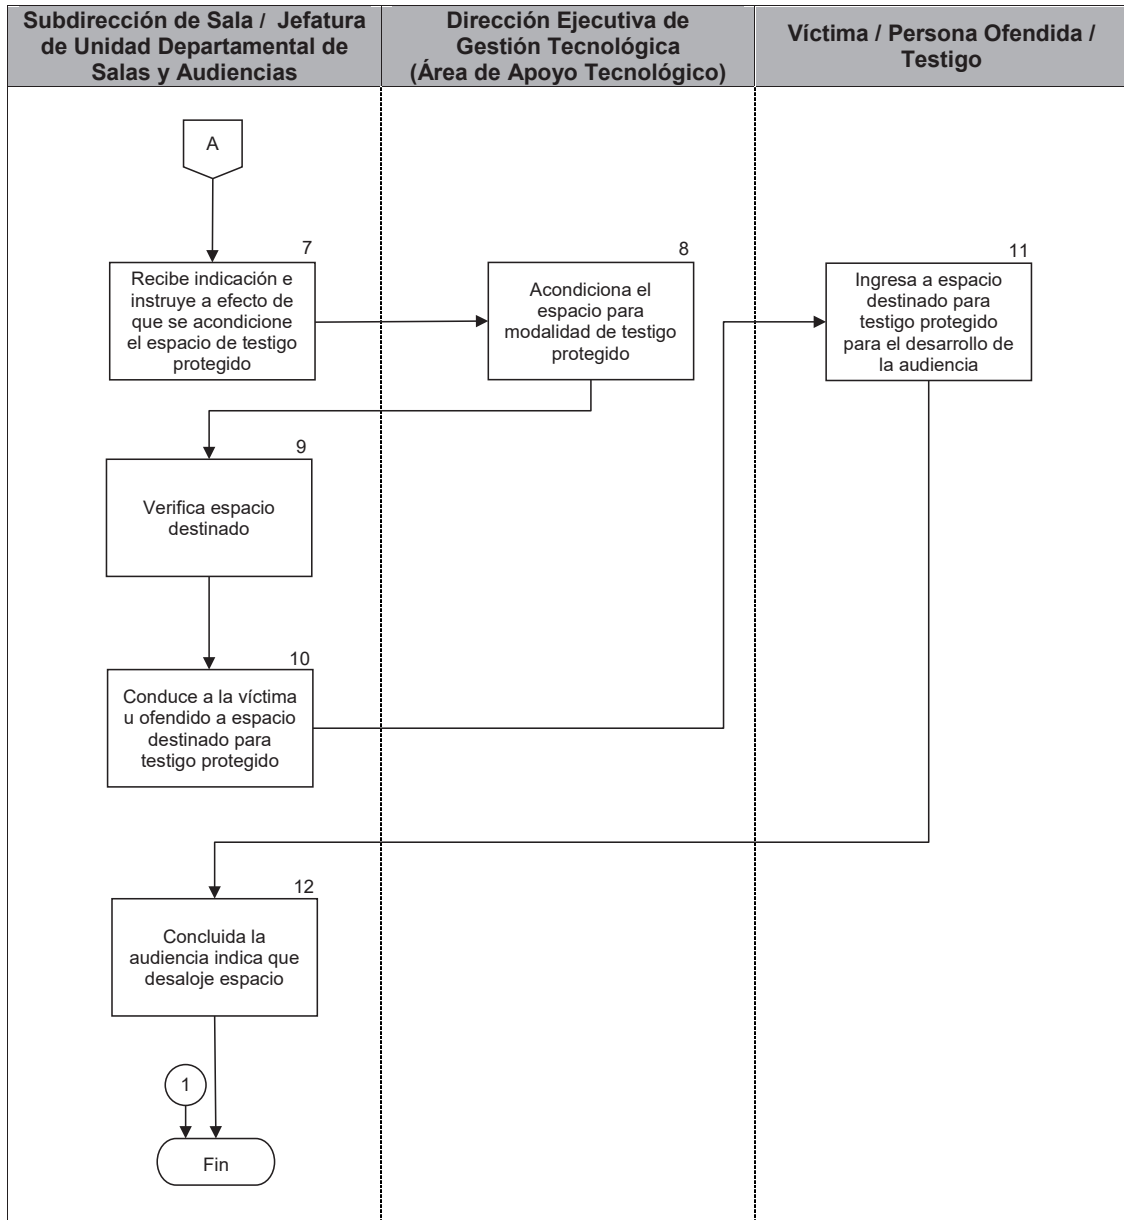 Subdirección de Sala / Jefatura
de Unidad Departamental de
Salas y Audiencias
Dirección Ejecutiva de
Gestión Tecnológica
(Área de Apoyo Tecnológico)
Víctima / Persona Ofendida /
Testigo
A
7
Recibe indicación e
instruye a efecto de
que se acondicione
el espacio de testigo
protegido
8
Acondiciona el
espacio para
modalidad de testigo
protegido
9
Verifica espacio
destinado
10
Conduce a la víctima
u ofendido a espacio
destinado para
testigo protegido
11
Ingresa a espacio
destinado para
testigo protegido
para el desarrollo de
la audiencia
12
Concluida la
audiencia indica que
desaloje espacio
1
Fin